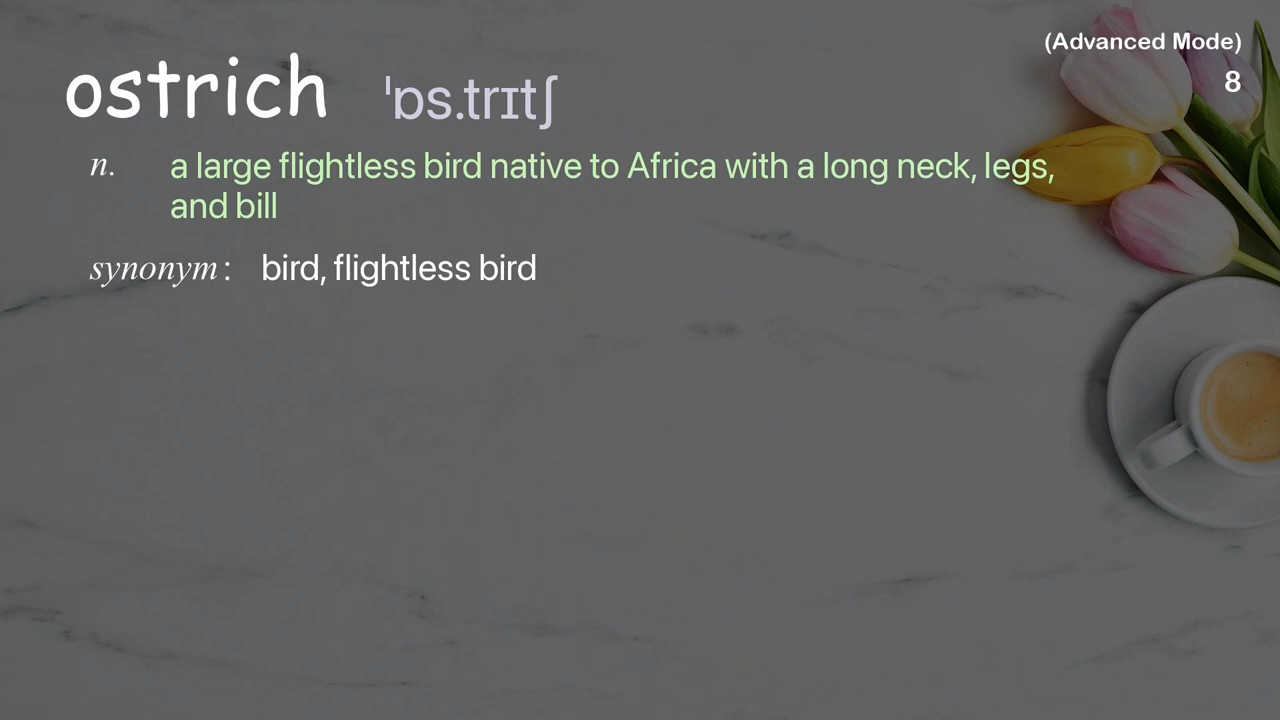 (Advanced Mode)
8
ostrich ˈɒs.trɪtʃ
n. a large flightless bird native to Africa with a long neck, legs,
and bill
synonym : bird, flightless bird